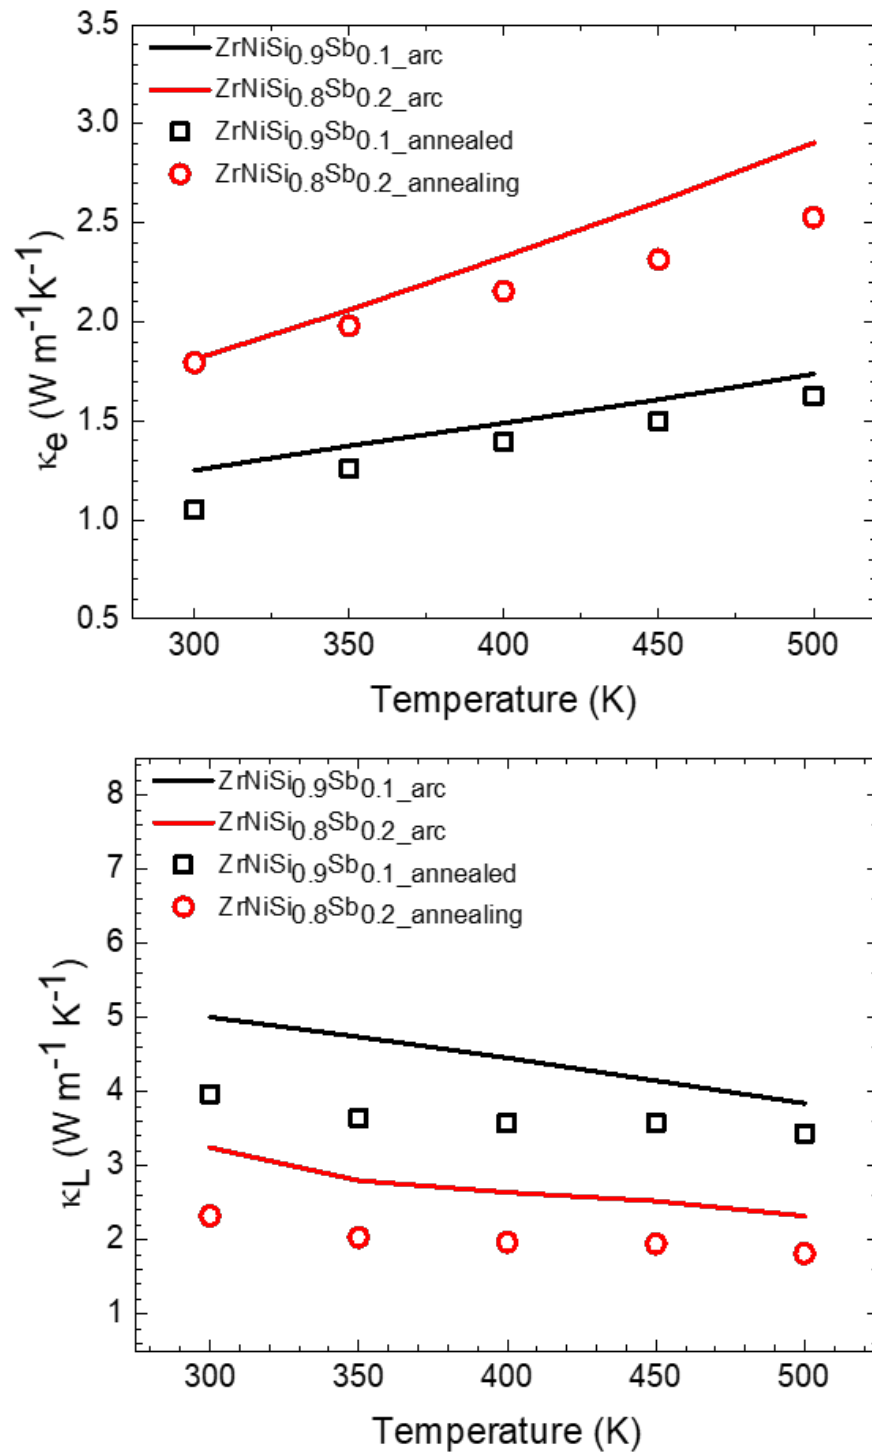 3.5
3.0
2.5
2.0
1.5
1.0
0.5
κe (W m-1K-1)
ZrNiSi0.9Sb0.1_arc
ZrNiSi0.8Sb0.2_arc
ZrNiSi0.9Sb0.1_annealed
ZrNiSi0.8Sb0.2_annealing
300 350 400 450 500
Temperature (K)
8
7
6
5
4
3
2
1
κL (W m-1 K-1)
ZrNiSi0.9Sb0.1_arc
ZrNiSi0.8Sb0.2_arc
ZrNiSi0.9Sb0.1_annealed
ZrNiSi0.8Sb0.2_annealing
300 350 400 450 500
Temperature (K)